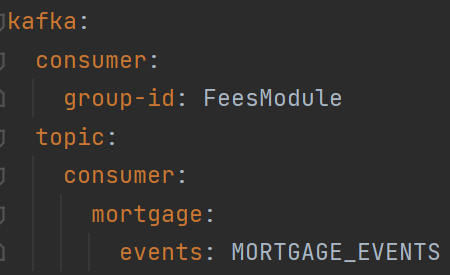 kafka:
  consumer:
    group-id: FeesModule
  topic:
    consumer:
      mortgage:
        events: MORTGAGE_EVENTS